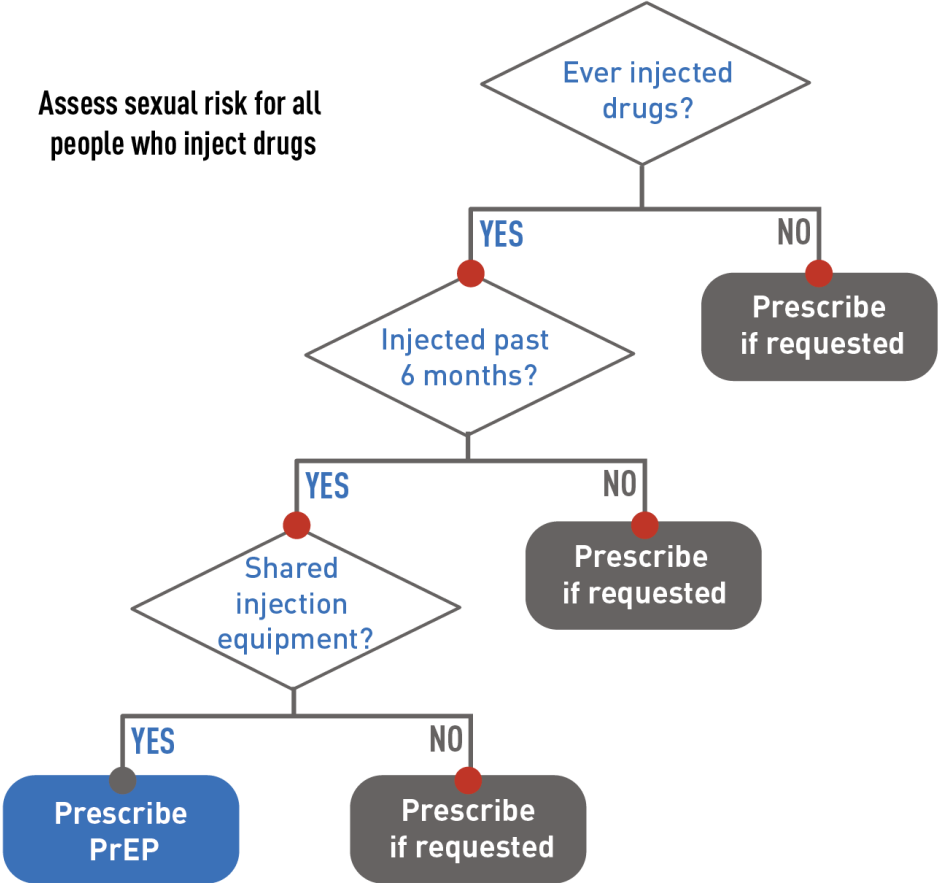 Ever injected
drugs?
Assess sexual risk for all
people who inject drugs
YES
NO
Prescribe
if requested
Injected past
6 months?
YES
NO
Prescribe
if requested
Shared
injection
equipment?
YES
NO
Prescribe
PrEP
Prescribe
if requested